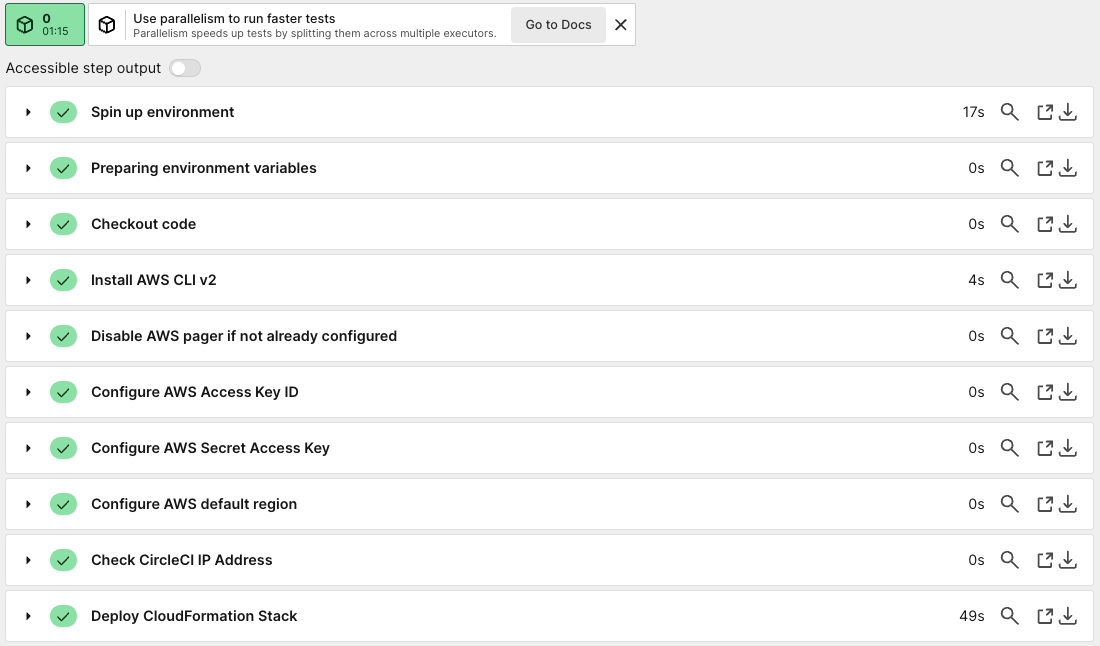 0
01:15
Use parallelism to run faster tests
Parallelism speeds up tests by splitting them across multiple executors.
Go to Docs
Accessible step output
Spin up environment 17s
Preparing environment variables 0s
Checkout code 0s
Install AWS CLI v2 4s
Disable AWS pager if not already configured 0s
Configure AWS Access Key ID 0s
Configure AWS Secret Access Key 0s
Configure AWS default region 0s
Check CircleCI IP Address 0s
Deploy CloudFormation Stack 49s